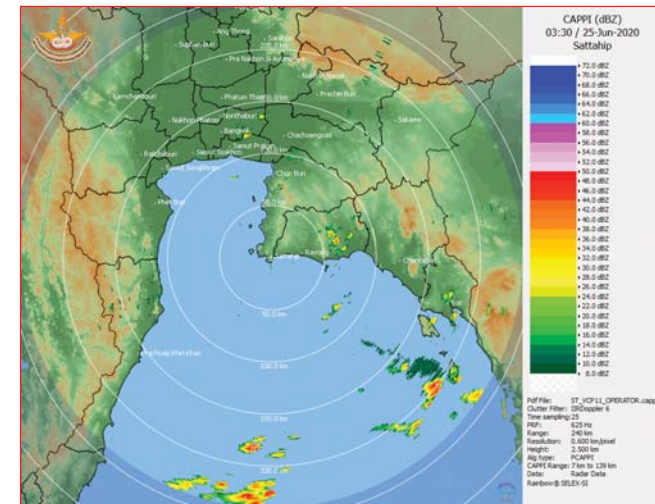 CAPPI (dBZ)
03:30 / 25-Jun-2020
Sattahip
72.0 dBZ
70.0 dBZ
68.0 dBZ
66.0 dBZ
64.0 dBZ
62.0 dBZ
60.0 dBZ
58.0 dBZ
56.0 dBZ
54.0 dBZ
52.0 dBZ
50.0 dBZ
48.0 dBZ
46.0 dBZ
44.0 dBZ
42.0 dBZ
40.0 dBZ
38.0 dBZ
36.0 dBZ
34.0 dBZ
32.0 dBZ
30.0 dBZ
28.0 dBZ
26.0 dBZ
24.0 dBZ
22.0 dBZ
20.0 dBZ
18.0 dBZ
16.0 dBZ
14.0 dBZ
12.0 dBZ
10.0 dBZ
8.0 dBZ
Pdf File: ST_VCP11_OPERATOR.capp
Clutter Filter: IIRDoppler 6
Time sampling: 25
PRF: 625 Hz
Range: 240 km
Resolution: 0.600 km/pixel
Height: 2.500 km
Alg type: PCAPPI
CAPPI Range: 7 km to 139 km
Data: Radar Data
Rainbow® SELEX-SI
Ang Thong
Suphan Buri
Saraburi
200.0 km
Pra Nakhon Si Ayutthaya
Nakhon Nayok
Kanchanaburi
Pathum Thani
Prachin Buri
Nonthaburi
Nakhon Pathom
Sakaew
Bangkok
Chachoengsao
Samut Prakan
Ratchaburi
Samut Sakhon
Samut Songkhram
Chon Buri
Phet Buri
Rayong
50.0 km
100.0 km
150.0 km
200.0 km